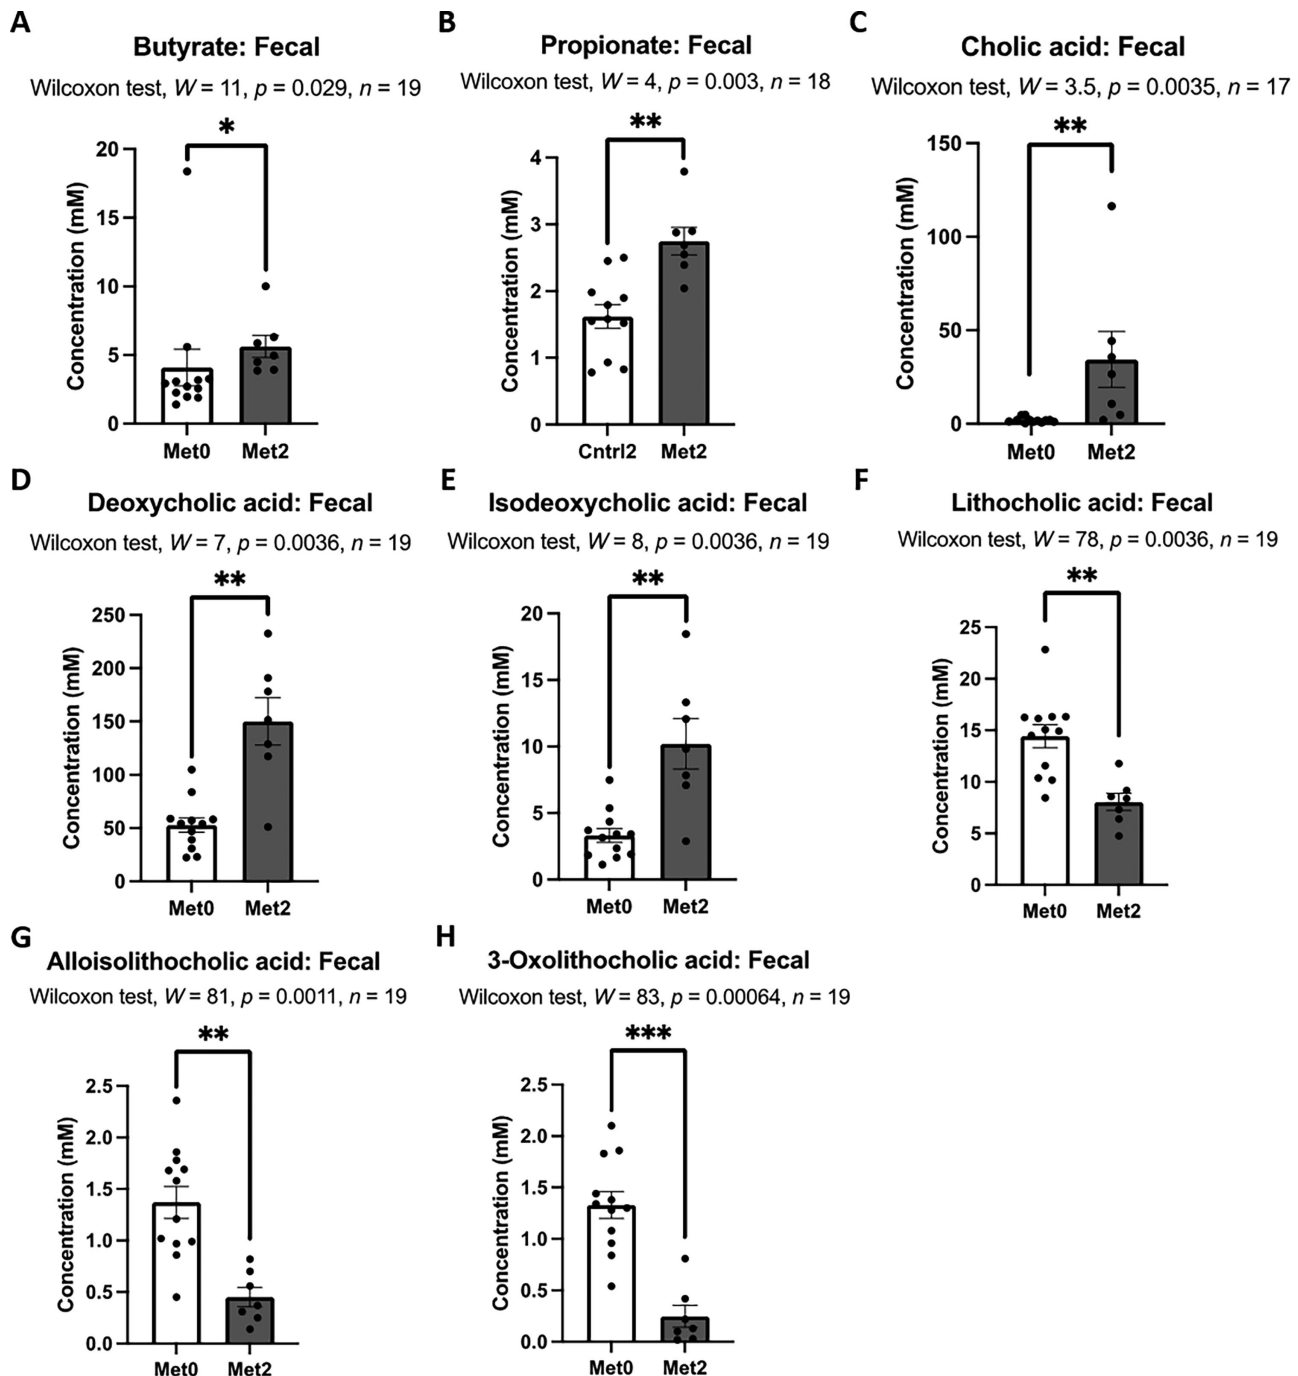 A
Butyrate: Fecal
Wilcoxon test, W = 11, p = 0.029, n = 19
*
Concentration (mM)
20
15
10
5
0
Met0 Met2
B
Propionate: Fecal
Wilcoxon test, W = 4, p = 0.003, n = 18
**
Concentration (mM)
4
3
2
1
0
Cntrl2 Met2
C
Cholic acid: Fecal
Wilcoxon test, W = 3.5, p = 0.0035, n = 17
**
Concentration (mM)
150
100
50
0
Met0 Met2
D
Deoxycholic acid: Fecal
Wilcoxon test, W = 7, p = 0.0036, n = 19
**
Concentration (mM)
250
200
150
100
50
0
Met0 Met2
E
Isodeoxycholic acid: Fecal
Wilcoxon test, W = 8, p = 0.0036, n = 19
**
Concentration (mM)
20
15
10
5
0
Met0 Met2
F
Lithocholic acid: Fecal
Wilcoxon test, W = 78, p = 0.0036, n = 19
**
Concentration (mM)
25
20
15
10
5
0
Met0 Met2
G
Alloisolithocholic acid: Fecal
Wilcoxon test, W = 81, p = 0.0011, n = 19
**
Concentration (mM)
2.5
2.0
1.5
1.0
0.5
0.0
Met0 Met2
H
3-Oxolithocholic acid: Fecal
Wilcoxon test, W = 83, p = 0.00064, n = 19
***
Concentration (mM)
2.5
2.0
1.5
1.0
0.5
0.0
Met0 Met2